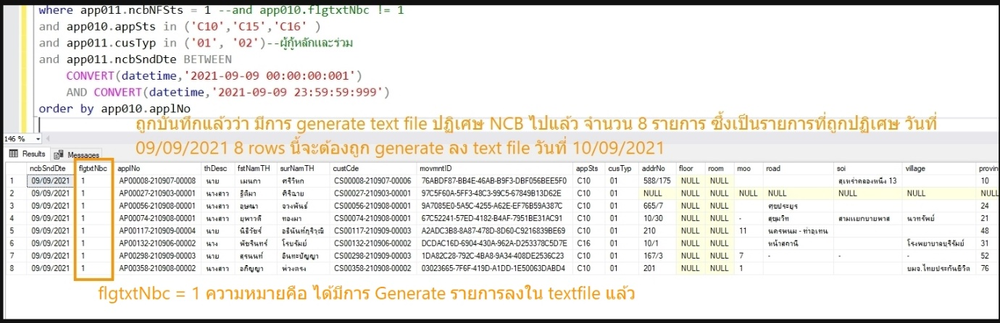 where app011.ncbNFSts = 1 --and app010.flgtxtNbc != 1
and app010.appSts in ('C10','C15','C16' )
and app011.cusTyp in ('01', '02')--ผู้กู้หลักและร่วม
and app011.ncbSndDte BETWEEN
CONVERT(datetime,'2021-09-09 00:00:00:001')
AND CONVERT(datetime,'2021-09-09 23:59:59:999')
order by app010.applNo
ถูกบันทึกแล้วว่า มีการ generate text file ปฏิเศษ NCB ไปแล้ว จำนวน 8 รายการ ซึ้งเป็นรายการที่ถูกปฏิเศษ วันที่
09/09/2021 8 rows นี้จะต้องถูก generate ลง text file วันที่ 10/09/2021
146 %
Results Messages
ncbSndDte flgtxtNbc applNo thDesc fstNamTH surNamTH custCde movmntID appSts cusTyp addrNo floor room moo road soi village provin
1 09/09/2021 1 AP00008-210907-00008 นาย เมนกา ศรีวิหก CS00008-210907-00006 76ABDF87-BB4E-46AB-B9F3-DBF056BEE5F0 C10 01 588/175 NULL NULL สุเหร่าคลองหนึ่ง 13 10
2 09/09/2021 1 AP00027-210903-00001 นางสาว ฐิติมา ศิริฉาย CS00027-210903-00001 97C5F60A-5FF3-48C3-99C5-67849B13D62E C10 01 NULL NULL NULL NULL NULL NULL NULL NULL
3 09/09/2021 1 AP00056-210908-00001 นางสาว อุษณา จวงพันธ์ CS00056-210908-00001 9A7085E0-5A5C-4255-A62E-EF76B59A387C C10 01 665/7 NULL NULL ศุขประยูร 24
4 09/09/2021 1 AP00074-210908-00001 นางสาว ยุพาวดี ทองมา CS00074-210908-00001 67C52241-57ED-4182-B4AF-7951BE31AC91 C10 01 10/30 NULL NULL - สุขุมวิท สามแยกบายพาส นวทรัพย์ 21
5 09/09/2021 1 AP00117-210909-00004 นาย นิธิวัชร์ CS00117-210909-00003 A2ADC3B8-8A87-478D-8D60-C9216839BE69 C10 01 210 NULL NULL 11 นครพนม - ท่าอุเทน 48
6 09/09/2021 1 AP00132-210906-00002 นาง พัชรินทร์ โรบรัมย์ CS00132-210906-00002 DCDAC16D-6904-430A-962A-D253378C5D7E C16 01 10/1 NULL NULL หน้าสถานี โรงพยาบาลบุรีรัมย์ 31
7 09/09/2021 1 AP00298-210909-00003 นาย สุรนนท์ อินทะปัญญา CS00298-210909-00003 1DA82C28-792C-4BA8-9A34-408DE2536C23 C10 01 167/3 NULL NULL 7 - - - 52
8 09/09/2021 1 AP00358-210908-00002 นางสาว อภิญญา พ่วงตรง CS00358-210908-00002 03023665-7F6F-419D-A1DD-1E50063DABD4 C10 01 201 NULL NULL 1 บมจ.ไทยประกันชีวิต 76
flgtxtNbc = 1 ความหมายคือ ได้มีการ Generate รายการลงใน textfile แล้ว